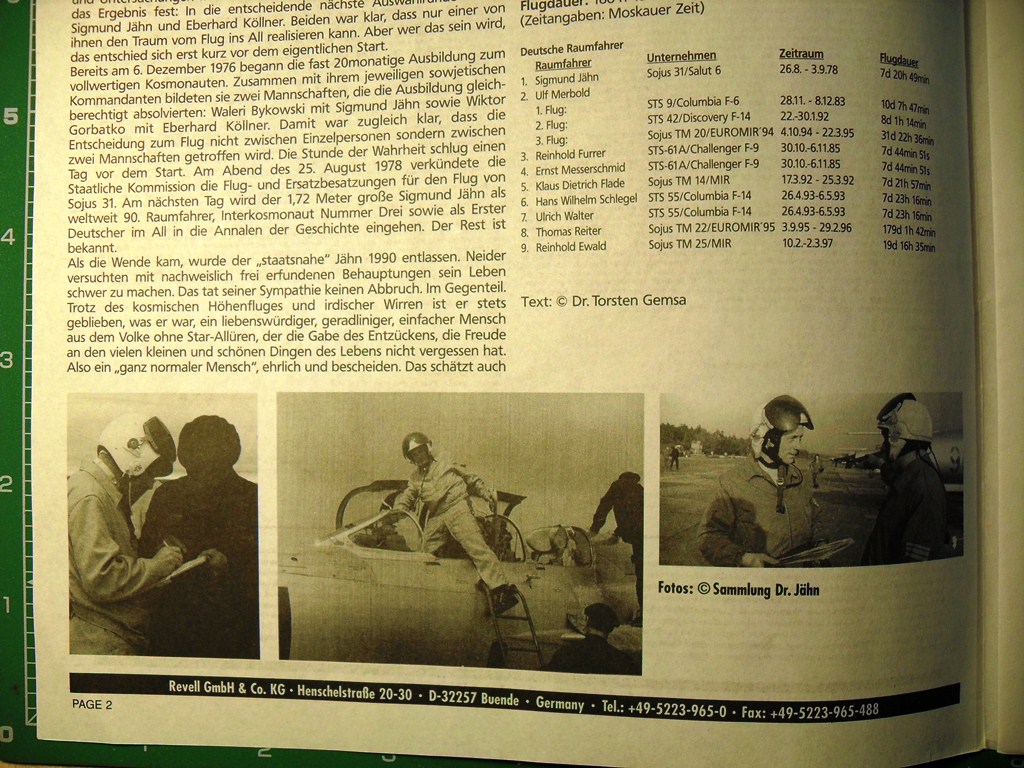 das Ergebnis fest: In die entscheidende nächste
Sigmund Jähn und Eberhard Köllner. Beiden war klar, dass nur einer von
ihnen den Traum vom Flug ins All realisieren kann. Aber wer das sein wird,
das entschied sich erst kurz vor dem eigentlichen Start.
Bereits am 6. Dezember 1976 begann die fast 20monatige Ausbildung zum
vollwertigen Kosmonauten. Zusammen mit ihrem jeweiligen sowjetischen
Kommandanten bildeten sie zwei Mannschaften, die die Ausbildung gleich-
berechtigt absolvierten: Waleri Bykowski mit Sigmund Jähn sowie Wiktor
Gorbatko mit Eberhard Köllner. Damit war zugleich klar, dass die
Entscheidung zum Flug nicht zwischen Einzelpersonen sondern zwischen
zwei Mannschaften getroffen wird. Die Stunde der Wahrheit schlug einen
Tag vor dem Start. Am Abend des 25. August 1978 verkündete die
Staatliche Kommission die Flug- und Ersatzbesatzungen für den Flug von
Sojus 31. Am nächsten Tag wird der 1,72 Meter große Sigmund Jähn als
weltweit 90. Raumfahrer, Interkosmonaut Nummer Drei sowie als Erster
Deutscher im All in die Annalen der Geschichte eingehen. Der Rest ist
bekannt.
Als die Wende kam, wurde der „staatsnahe" Jähn 1990 entlassen. Neider
versuchten mit nachweislich frei erfundenen Behauptungen sein Leben
schwer zu machen. Das tat seiner Sympathie keinen Abbruch. Im Gegenteil.
Trotz des kosmischen Höhenfluges und irdischer Wirren ist er stets
geblieben, was er war, ein liebenswürdiger, geradliniger, einfacher Mensch
aus dem Volke ohne Star-Allüren, der die Gabe des Entzückens, die Freude
an den vielen kleinen und schönen Dingen des Lebens nicht vergessen hat.
Also ein „ganz normaler Mensch", ehrlich und bescheiden. Das schätzt auch
Flugdauer:
(Zeitangaben: Moskauer Zeit)
Deutsche Raumfahrer
Raumfahrer Unternehmen Zeitraum Flugdauer
1. Sigmund Jähn Sojus 31/Salut 6 26.8. - 3.9.78 7d 20h 49min
2. Ulf Merbold
1. Flug: STS 9/Columbia F-6 28.11. - 8.12.83 10d 7h 47min
2. Flug: STS 42/Discovery F-14 22.-30.1.92 8d 1h 14min
3. Flug: Sojus TM 20/EUROMIR'94 4.10.94 - 22.3.95 31d 22h 36min
3. Reinhold Furrer STS-61A/Challenger F-9 30.10.-6.11.85 7d 44min 51s
4. Ernst Messerschmid STS-61A/Challenger F-9 30.10.-6.11.85 7d 44min 51s
5. Klaus Dietrich Flade Sojus TM 14/MIR 17.3.92 - 25.3.92 7d 21h 57min
6. Hans Wilhelm Schlegel STS 55/Columbia F-14 26.4.93-6.5.93 7d 23h 16min
7. Ulrich Walter STS 55/Columbia F-14 26.4.93-6.5.93 7d 23h 16min
8. Thomas Reiter Sojus TM 22/EUROMIR'95 3.9.95 - 29.2.96 179d 1h 42min
9. Reinhold Ewald Sojus TM 25/MIR 10.2.-2.3.97 19d 16h 35min
Text: © Dr. Torsten Gemsa
Fotos: © Sammlung Dr. Jähn
Revell GmbH & Co. KG · Henschelstraße 20-30 · D-32257 Buende · Germany · Tel.: +49-5223-965-0 · Fax: +49-5223-965-488
PAGE 2
5
4
3
2
1
0
1
2
3